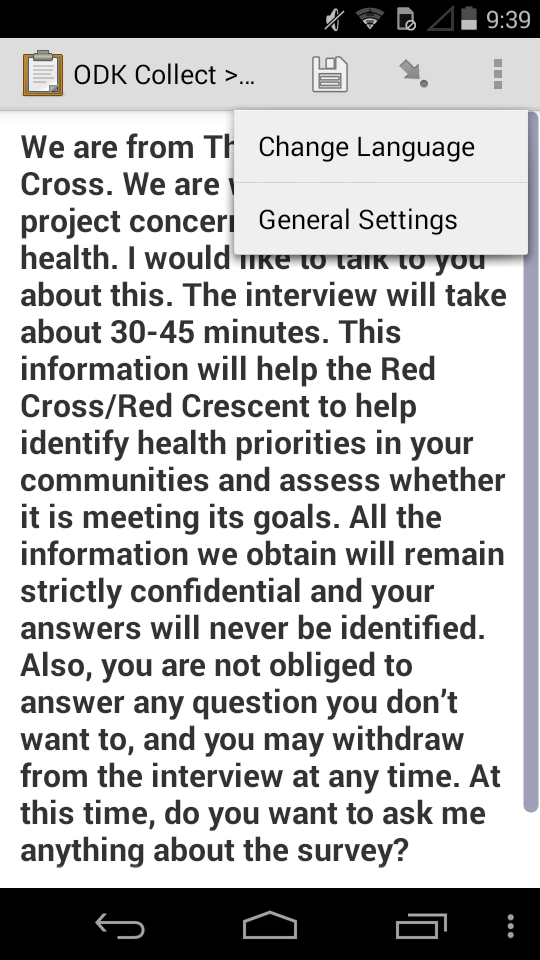 9:39
ODK Collect >...
Change Language
General Settings
We are from
Cross. We are
project
health. I would like to talk to you
about this. The interview will take
about 30-45 minutes. This
information will help the Red
Cross/Red Crescent to help
identify health priorities in your
communities and assess whether
it is meeting its goals. All the
information we obtain will remain
strictly confidential and your
answers will never be identified.
Also, you are not obliged to
answer any question you don’t
want to, and you may withdraw
from the interview at any time. At
this time, do you want to ask me
anything about the survey?